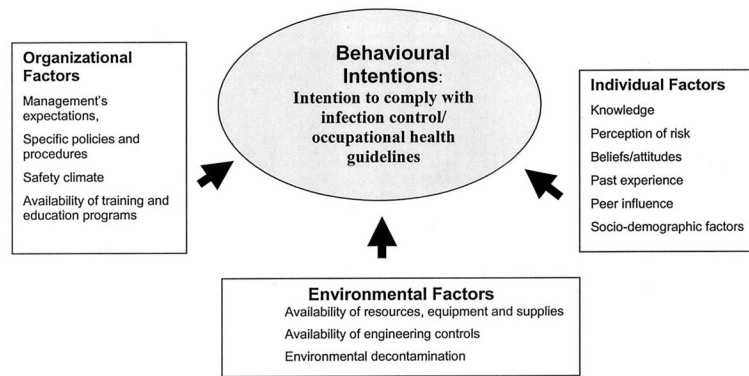 Organizational
Factors
Management's
expectations,
Specific policies and
procedures
Safety climate
Availability of training and
education programs
Behavioural
Intentions:
Intention to comply with
infection control/
occupational health
guidelines
Individual Factors
Knowledge
Perception of risk
Beliefs/attitudes
Past experience
Peer influence
Socio-demographic factors
Environmental Factors
Availability of resources, equipment and supplies
Availability of engineering controls
Environmental decontamination